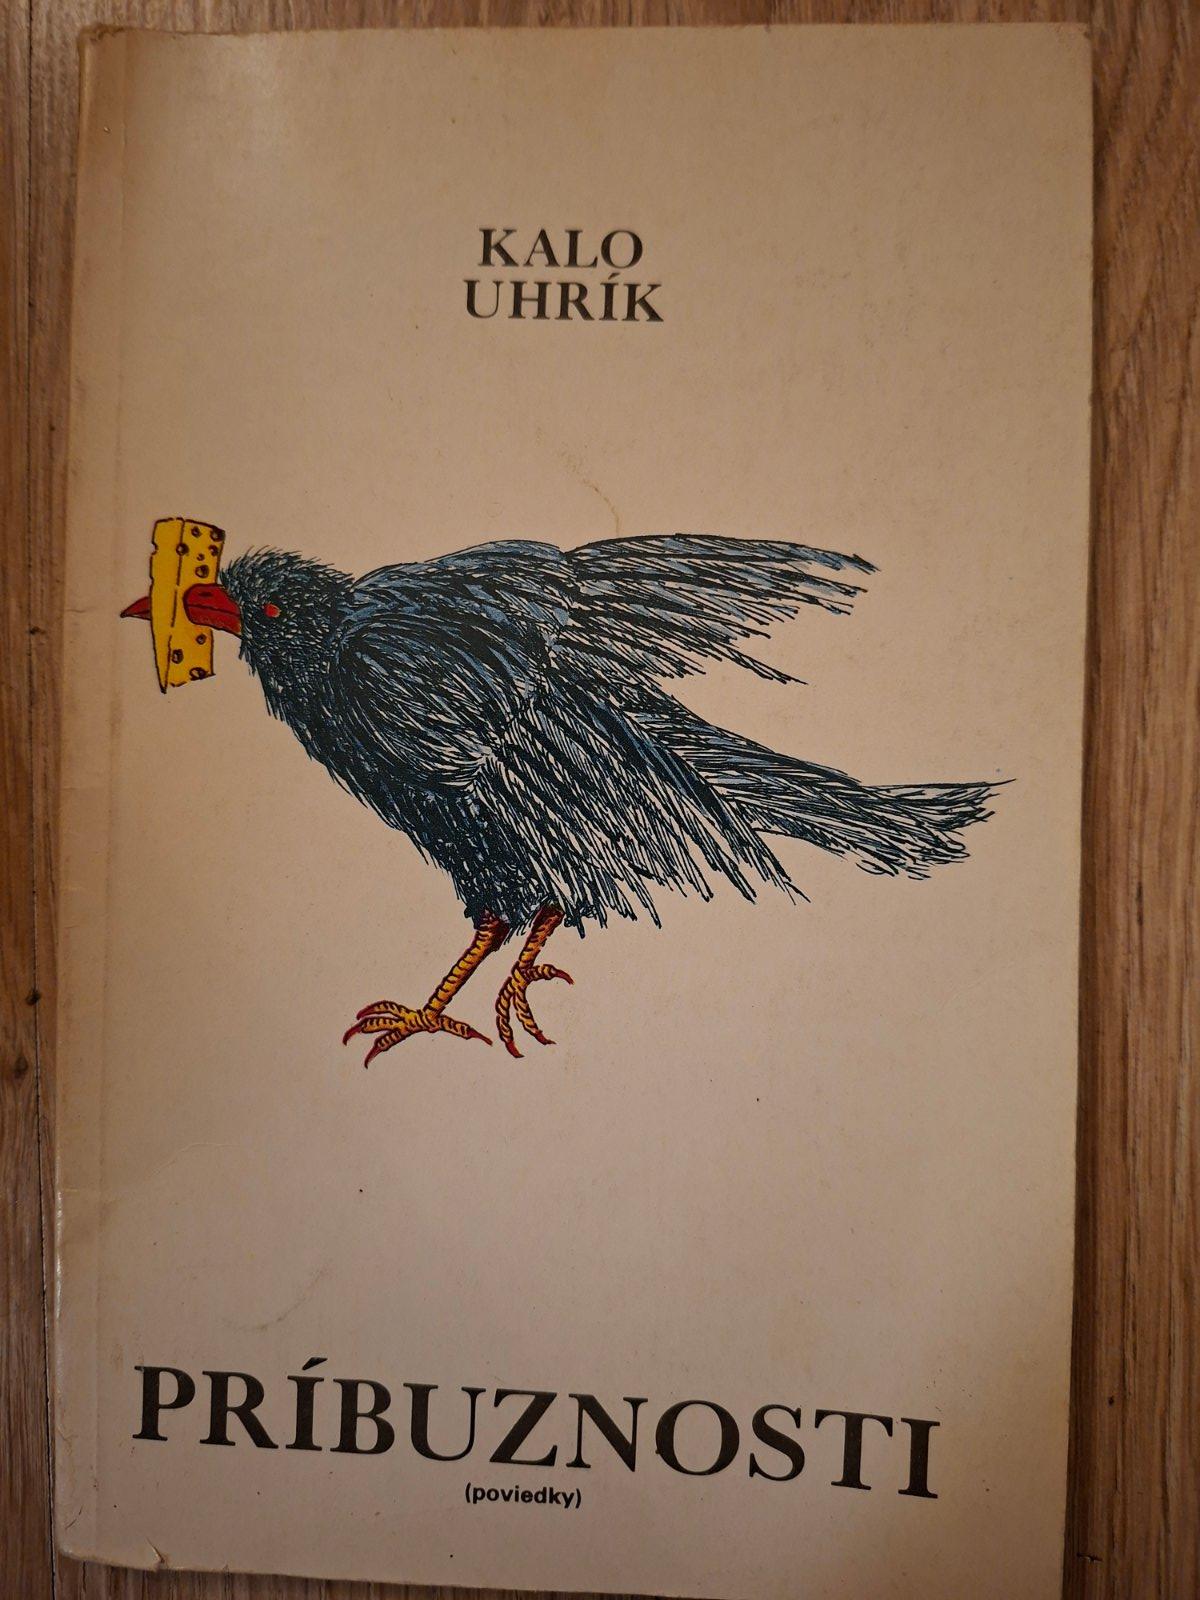 KALO
UHRÍK
PRÍBUZNOSTI
(poviedky)